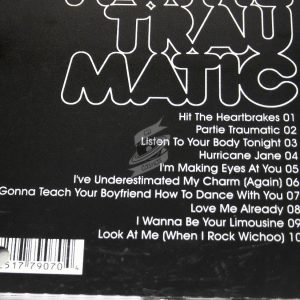 TRAU
MATIC
Hit The Heartbrakes 01
Partie Traumatic 02
Listen To Your Body Tonight 03
Hurricane Jane 04
I'm Making Eyes At You 05
I've Underestimated My Charm (Again) 06
Gonna Teach Your Boyfriend How To Dance With You 07
Love Me Already 08
I Wanna Be Your Limousine 09
Look At Me (When I Rock Wichoo) 10